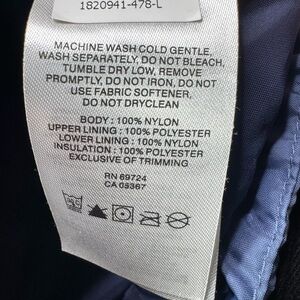 1820941-478-L
MACHINE WASH COLD GENTLE,
WASH SEPARATELY, DO NOT BLEACH.
TUMBLE DRY LOW, REMOVE
PROMPTLY, DO NOT IRON, DO NOT
USE FABRIC SOFTENER,
DO NOT DRYCLEAN
BODY : 100% NYLON
UPPER LINING : 100% POLYESTER
LOWER LINING : 100% NYLON
INSULATION : 100% POLYESTER
EXCLUSIVE OF TRIMMING
RN 69724
CA 05367